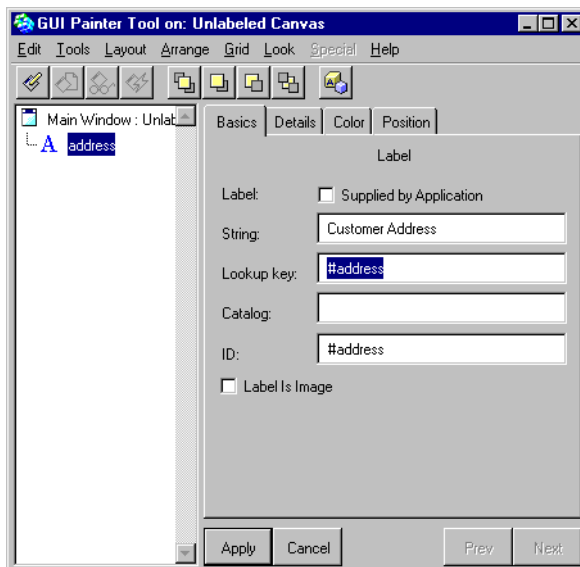 GUI Painter Tool on: Unlabeled Canvas
Edit Tools Layout Arrange Grid Look Special Help
Main Window : Unlab
A address
Basics Details Color Position
Label
Label: Supplied by Application
String: Customer Address
Lookup key: #address
Catalog:
ID: #address
Label Is Image
Apply Cancel Prev Next